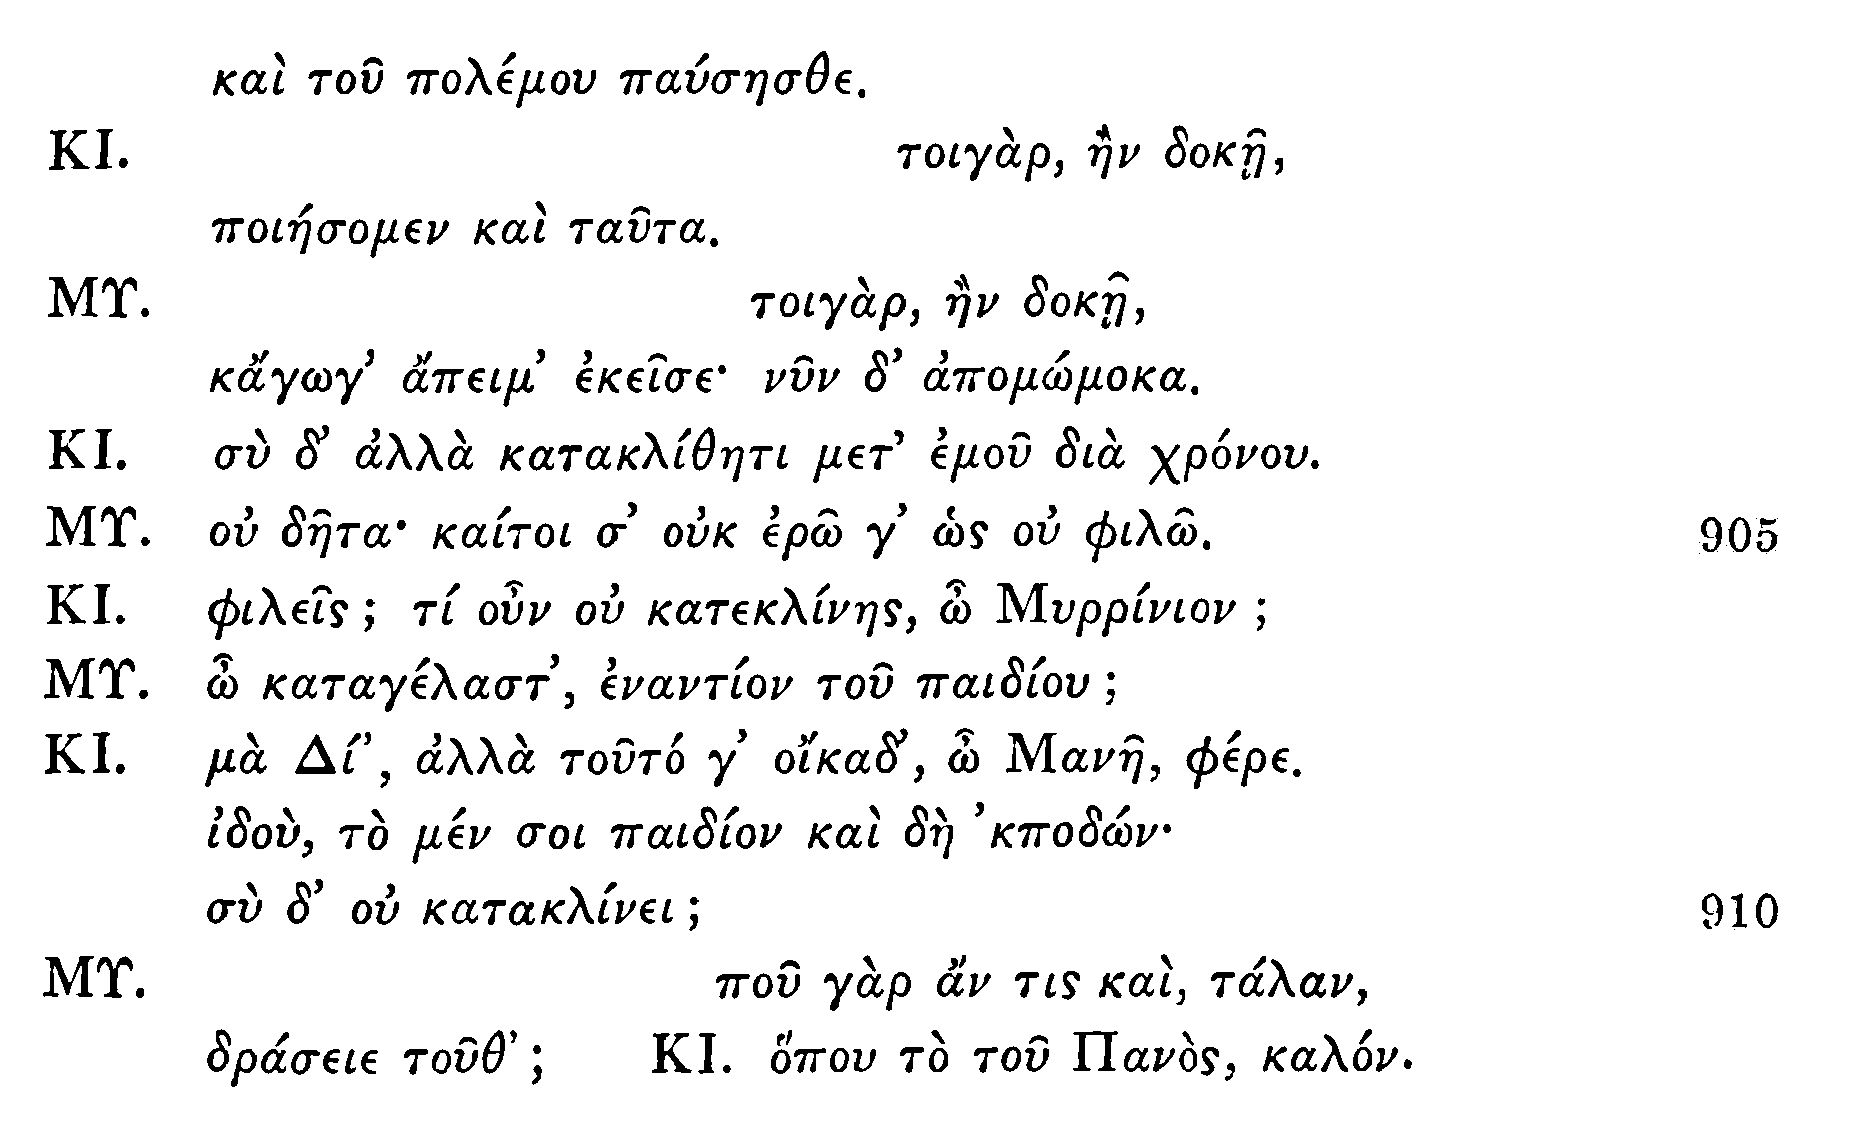 καὶ τοῦ πολέμου παύσησθε.
ΚΙ. τοιγάρ, ἢν δοκῇ,
ποιήσομεν καὶ ταῦτα.
ΜΥ. τοιγὰρ, ἢν δοκῇ,
κἄγωγ’ ἄπειμ’ ἐκεῖσε· νῦν δ’ ἀπομώμοκα.
ΚΙ. σὺ δ’ ἀλλὰ κατακλίθητι μετ’ ἐμοῦ διὰ χρόνου.
ΜΥ. οὐ δῆτα· καίτοι σ’ οὐκ ἐρῶ γ’ ὡς οὐ φιλῶ. 905
ΚΙ. φιλεῖς ; τί οὖν οὐ κατεκλίνης, ὦ Μυρρίνιον ;
ΜΥ. ὦ καταγέλαστ’, ἐναντίον τοῦ παιδίου ;
ΚΙ. μὰ Δί’, ἀλλὰ τοῦτό γ’ οἴκαδ’, ὦ Μανῆ, φέρε.
ἰδοὺ, τὸ μέν σοι παιδίον καὶ δὴ ’κποδών·
σὺ δ’ οὐ κατακλίνει ; 910
ΜΥ. ποῦ γὰρ ἄν τις καὶ, τάλαν,
δράσειε τοῦθ’ ; ΚΙ. ὅπου τὸ τοῦ Πανὸς, καλόν.